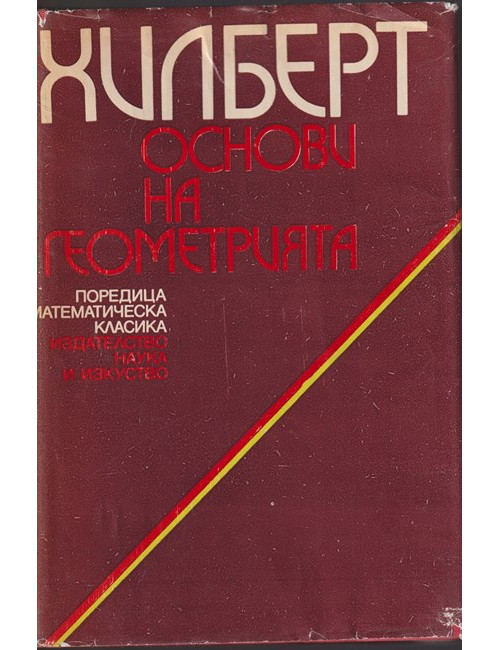 ХИЛБЕРТ
ОСНОВИ
НА
ГЕОМЕТРИЯТА
ПОРЕДИЦА
МАТЕМАТИЧЕСКА
КЛАСИКА
ИЗДАТЕЛСТВО
НАУКА
И ИЗКУСТВО